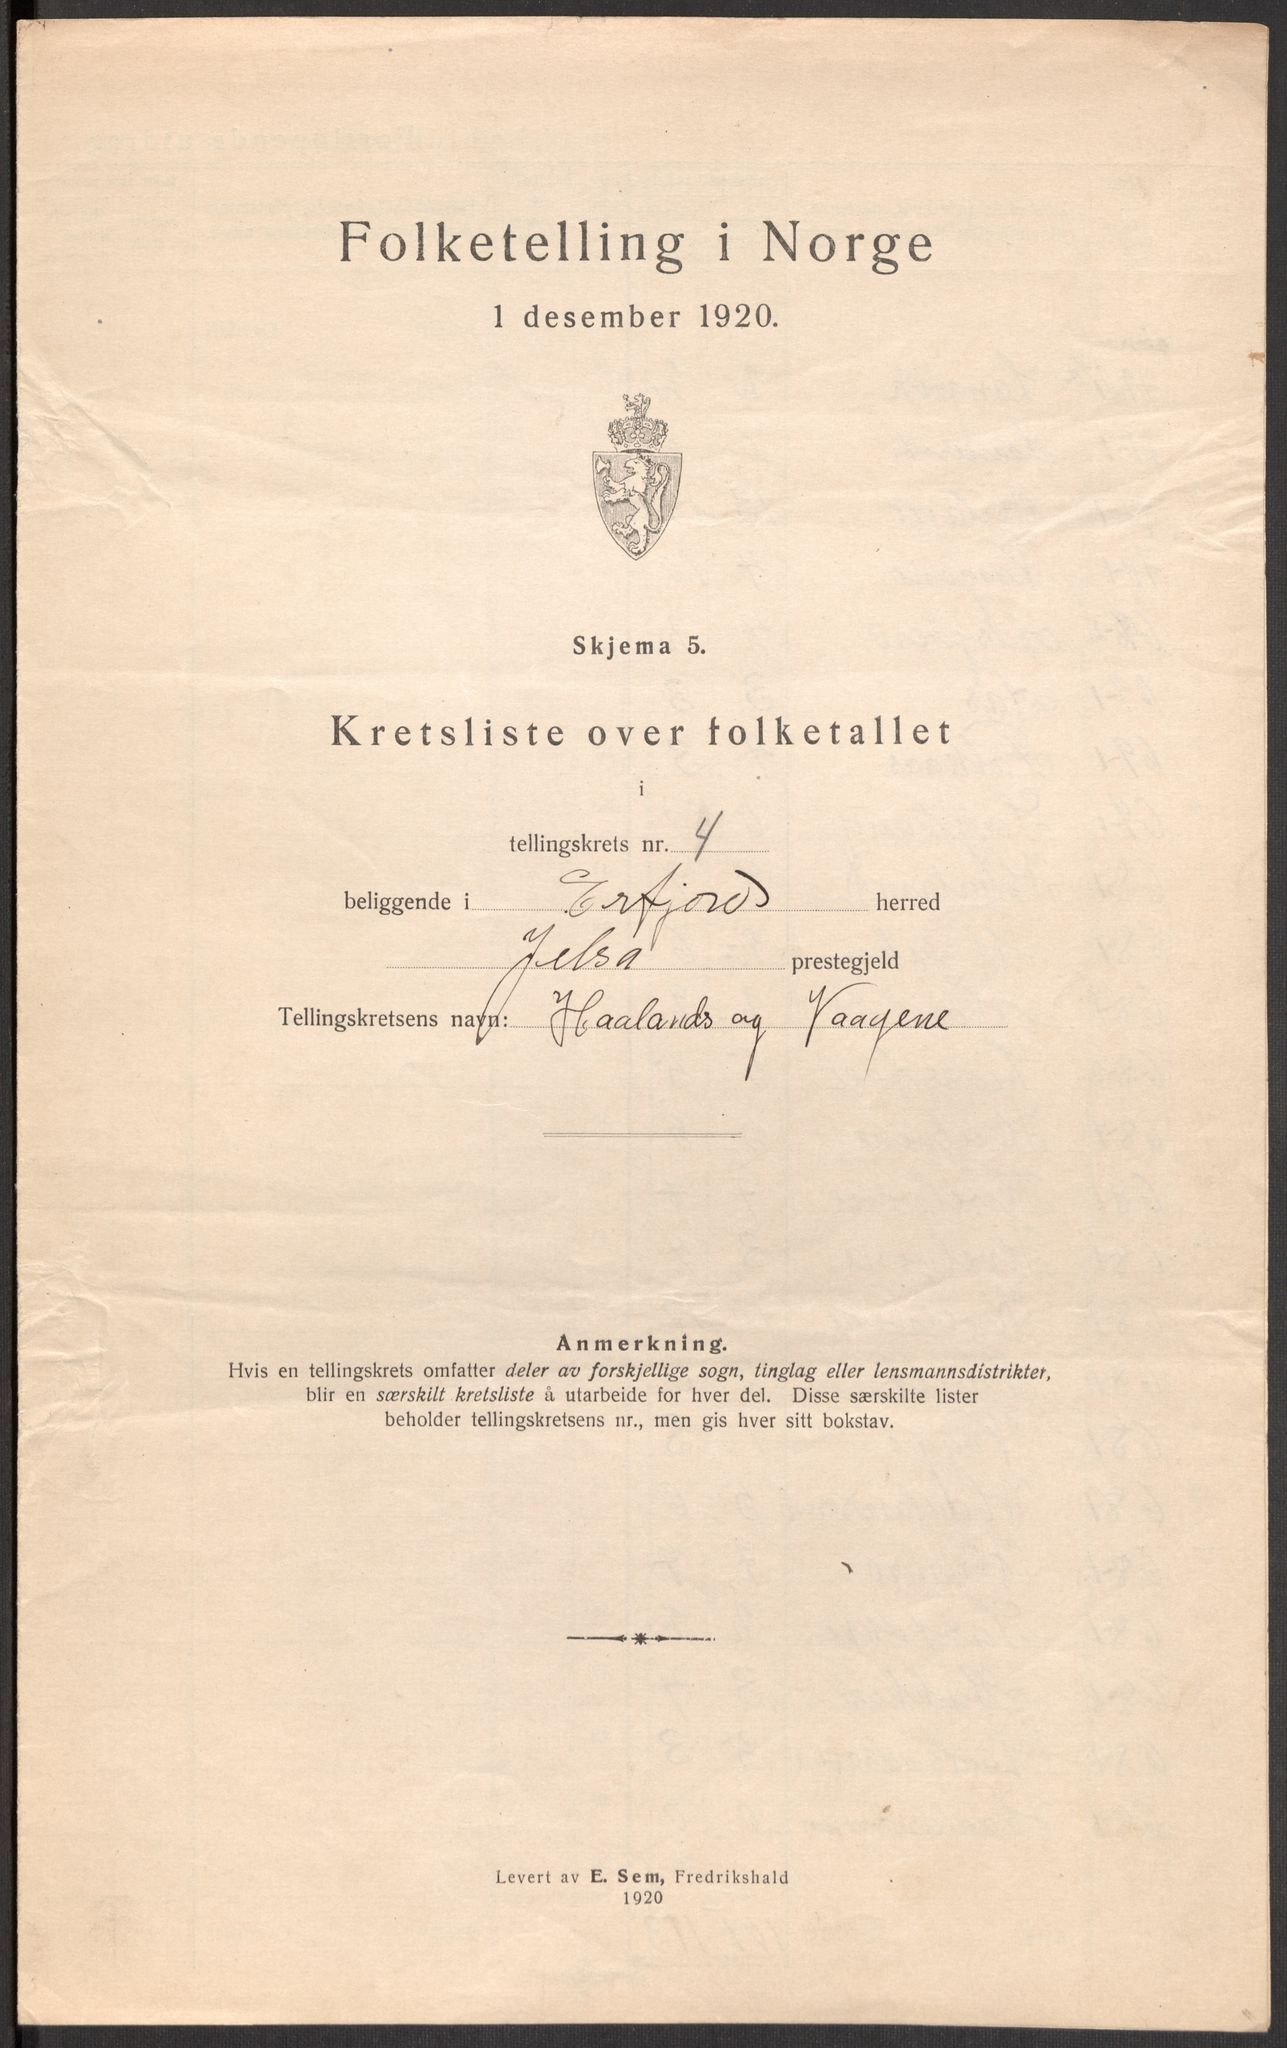 Folketelling i Norge
1 desember 1920.
Skjema 5.
Kretsliste over folketallet
i
tellingskrets nr. 4
beliggende i Erfjord herred
Jelsa prestegjeld
Tellingskretsens navn: Haalands og Vaagene
Anmerkning.
Hvis en tellingskrets omfatter deler av forskjellige sogn, tinglag eller lensmannsdistrikter,
blir en særskilt kretsliste å utarbeide for hver del. Disse særskilte lister
beholder tellingskretsens nr., men gis hver sitt bokstav.
Levert av E. Sem, Fredrikshald
1920